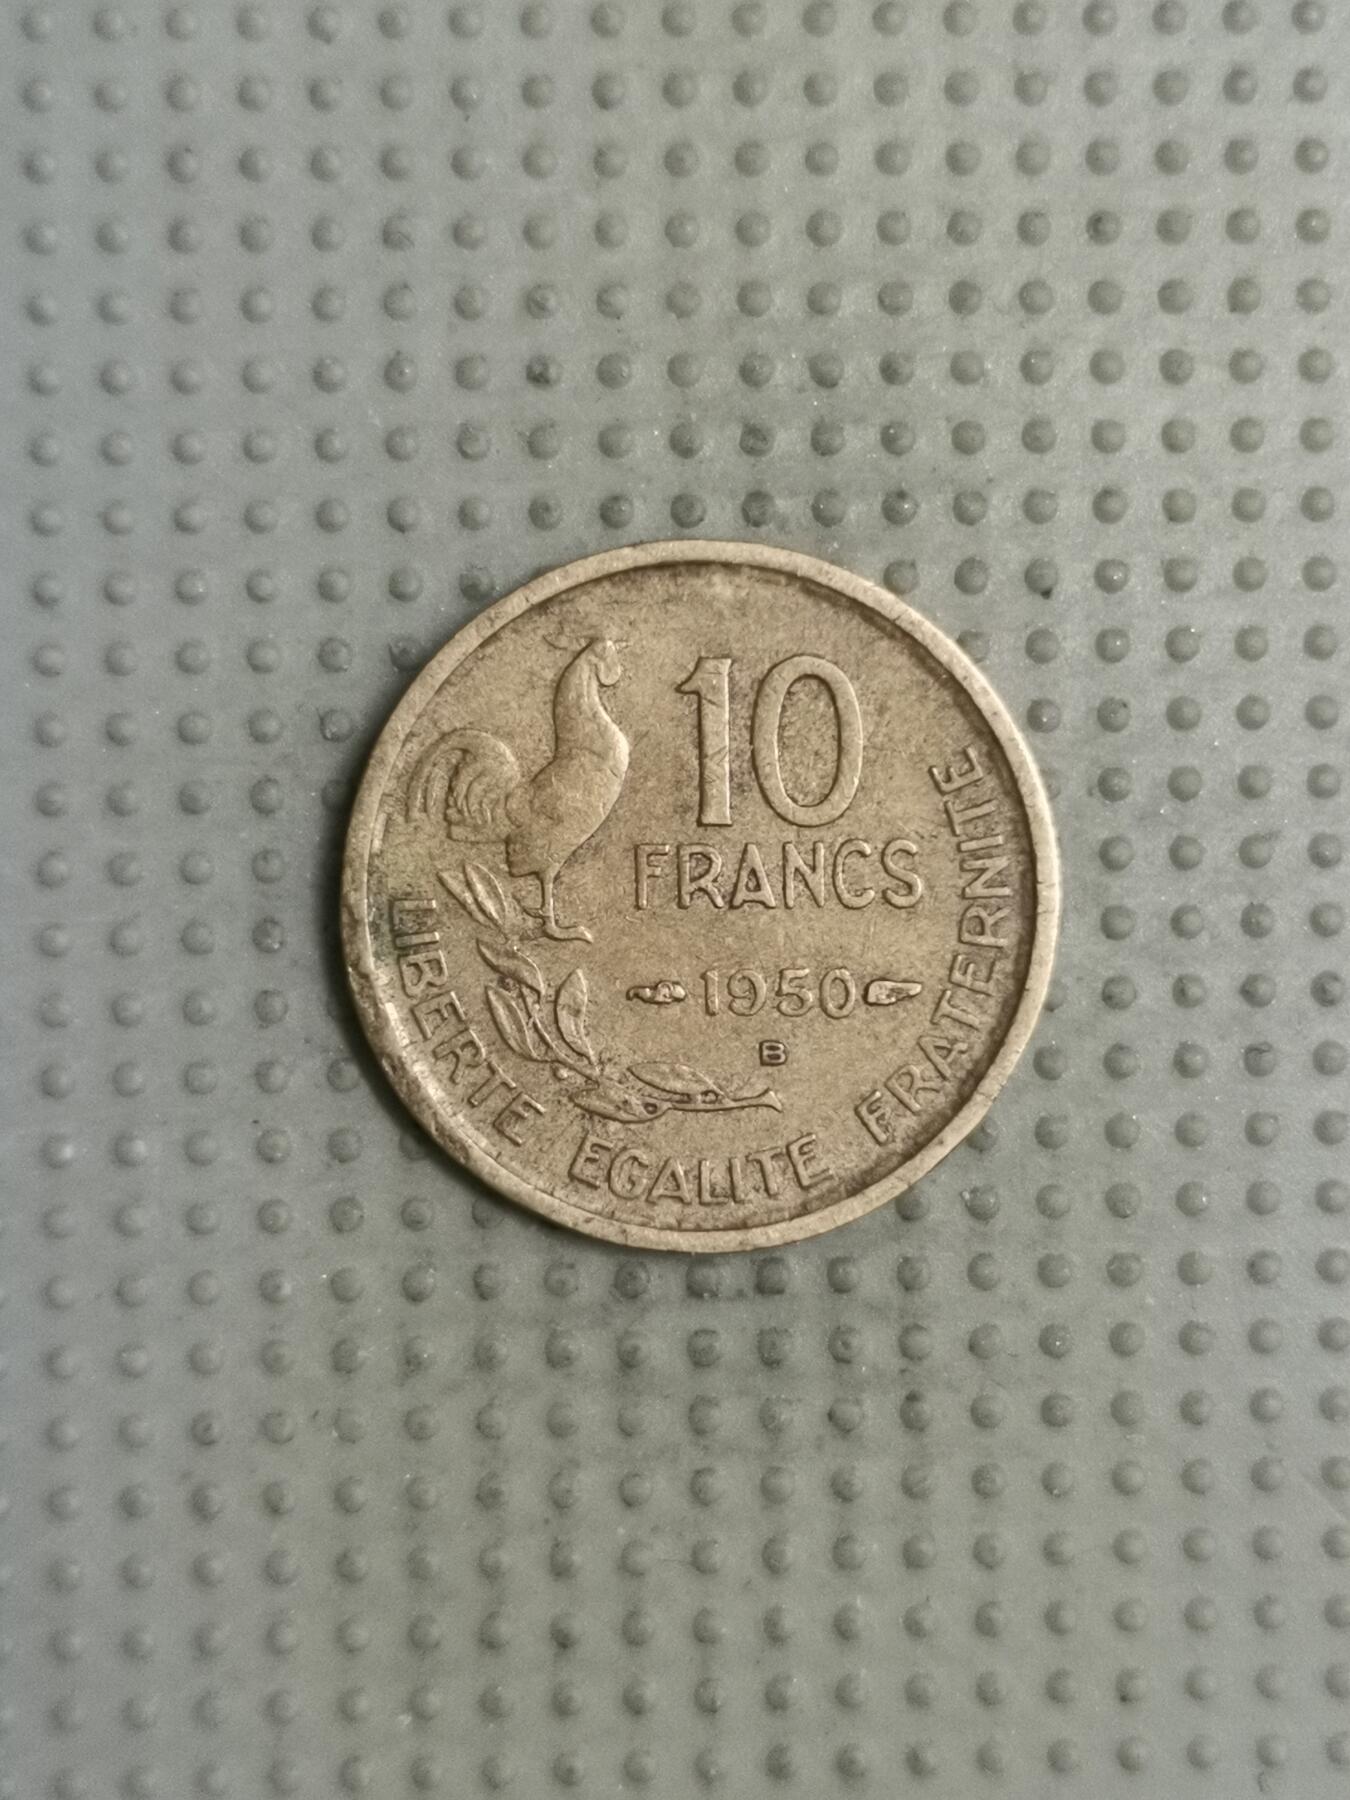 10
FRANCS
1950
B
LIBERTE EGALITE FRATERNITE